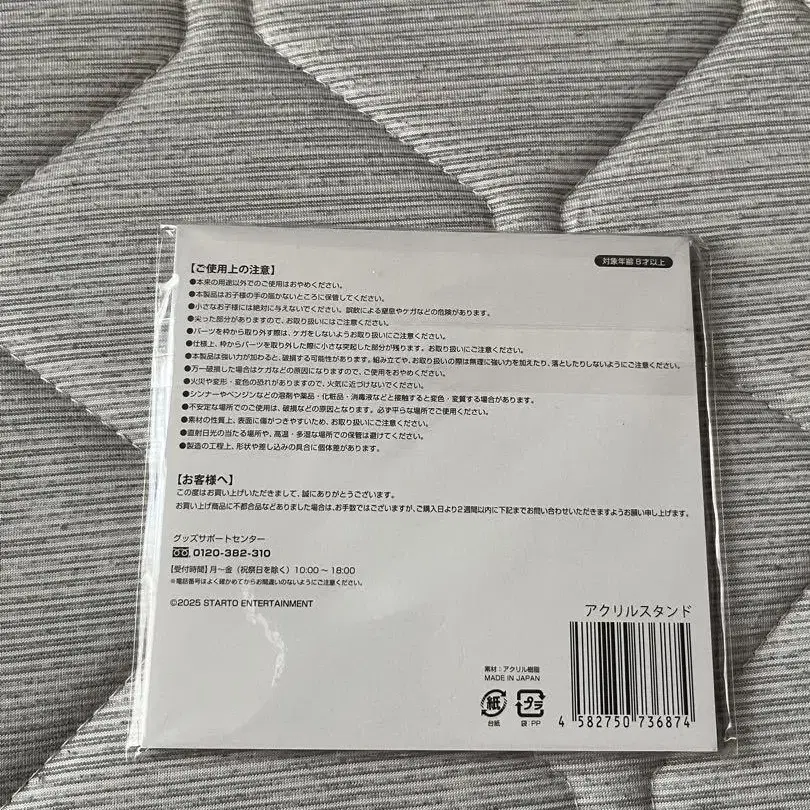 対象年齢 8才以上
【ご使用上の注意】
●本来の用途以外でのご使用はおやめください。
●本製品はお子様の手の届かないところに保管してください。
●小さなお子様には絶対に与えないでください。誤飲による窒息やケガなどの危険があります。
●尖った部分がありますので、お取り扱いにはご注意ください。
●パーツを枠から取り外す際は、ケガをしないようお取り扱いにご注意ください。
●仕様上、枠からパーツを取り外した際に小さな突起した部分が残ります。お取り扱いにご注意ください。
●本製品は強い力が加わると、破損する可能性があります。組み立てや、お取り扱いの際は無理に強い力を加えたり、落としたりしないようにご注意ください。
●万一破損した場合はケガなどの原因になりますので、ご使用をおやめください。
●火災や変形・変色の恐れがありますので、火気に近づけないでください。
●シンナーやベンジンなどの溶剤や薬品・化粧品・消毒液などと接触すると変色・変質する場合があります。
●不安定な場所でのご使用は、破損などの原因となります。必ず平らな場所でご使用ください。
●素材の性質上、表面に傷がつきやすいため、お取り扱いにご注意ください。
●直射日光の当たる場所や、高温・多湿な場所での保管は避けてください。
●製造の工程上、形状や差し込みの具合に個体差があります。
【お客様へ】
この度はお買い上げいただきまして、誠にありがとうございます。
お買い上げ商品に不都合品などありました場合は、お手数ではございますが、ご購入日より2週間以内に下記までお問い合わせいただきますようお願い申し上げます。
グッズサポートセンター
0120-382-310
【受付時間】月～金（祝祭日を除く）10:00～18:00
※電話番号はよく確かめてからお間違いのないようにご注意ください。
©2025 STARTO ENTERTAINMENT
アクリルスタンド
素材：アクリル樹脂
MADE IN JAPAN
紙
プラ
台紙
袋：PP
4 582750 736874